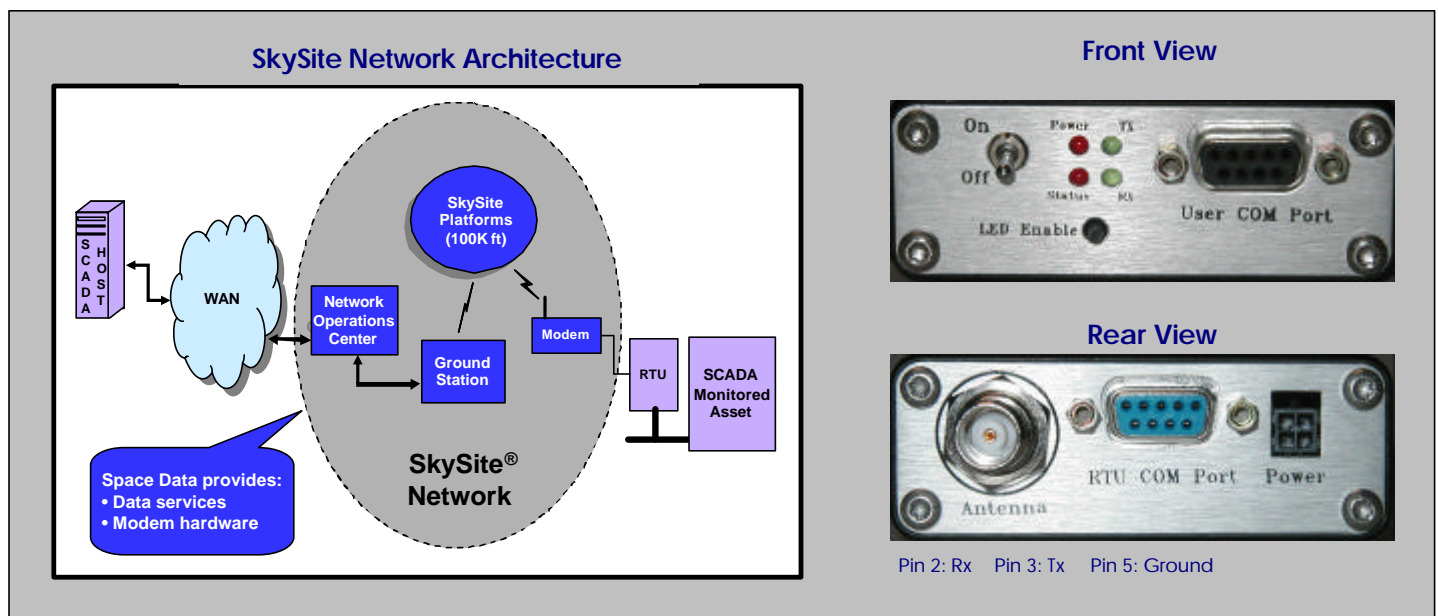 SkySite Network Architecture
SCADA
HOST
WAN
SkySite
Platforms
(100K ft)
Network
Operations
Center
Ground
Station
Modem
RTU
SCADA
Monitored
Asset
SkySite®
Network
Space Data provides:
• Data services
• Modem hardware
Front View
On
Off
Power
TX
Status
RX
LED Enable
User COM Port
Rear View
Antenna
RTU COM Port
Power
Pin 2: Rx Pin 3: Tx Pin 5: Ground